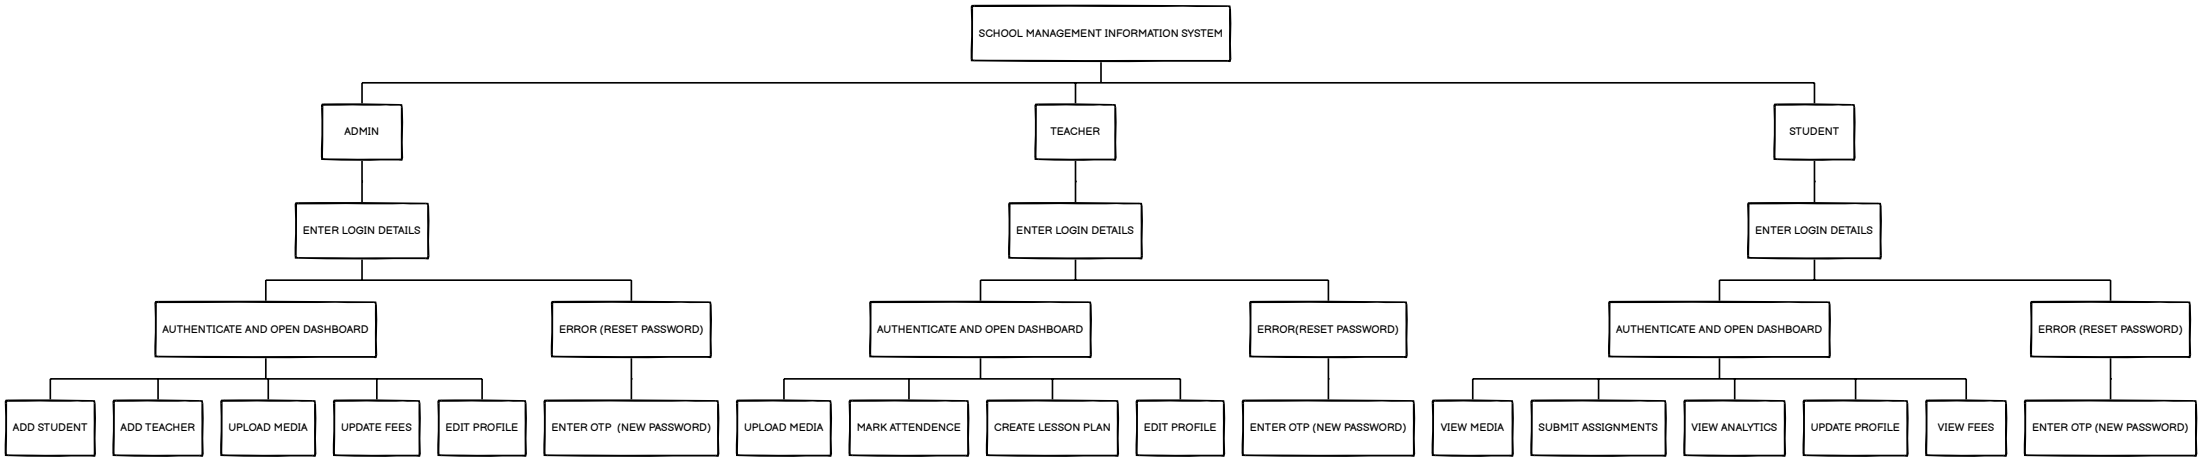 SCHOOL MANAGEMENT INFORMATION SYSTEM
ADMIN
TEACHER
STUDENT
ENTER LOGIN DETAILS
ENTER LOGIN DETAILS
ENTER LOGIN DETAILS
AUTHENTICATE AND OPEN DASHBOARD
ERROR (RESET PASSWORD)
AUTHENTICATE AND OPEN DASHBOARD
ERROR(RESET PASSWORD)
AUTHENTICATE AND OPEN DASHBOARD
ERROR (RESET PASSWORD)
ADD STUDENT
ADD TEACHER
UPLOAD MEDIA
UPDATE FEES
EDIT PROFILE
ENTER OTP (NEW PASSWORD)
UPLOAD MEDIA
MARK ATTENDENCE
CREATE LESSON PLAN
EDIT PROFILE
ENTER OTP (NEW PASSWORD)
VIEW MEDIA
SUBMIT ASSIGNMENTS
VIEW ANALYTICS
UPDATE PROFILE
VIEW FEES
ENTER OTP (NEW PASSWORD)